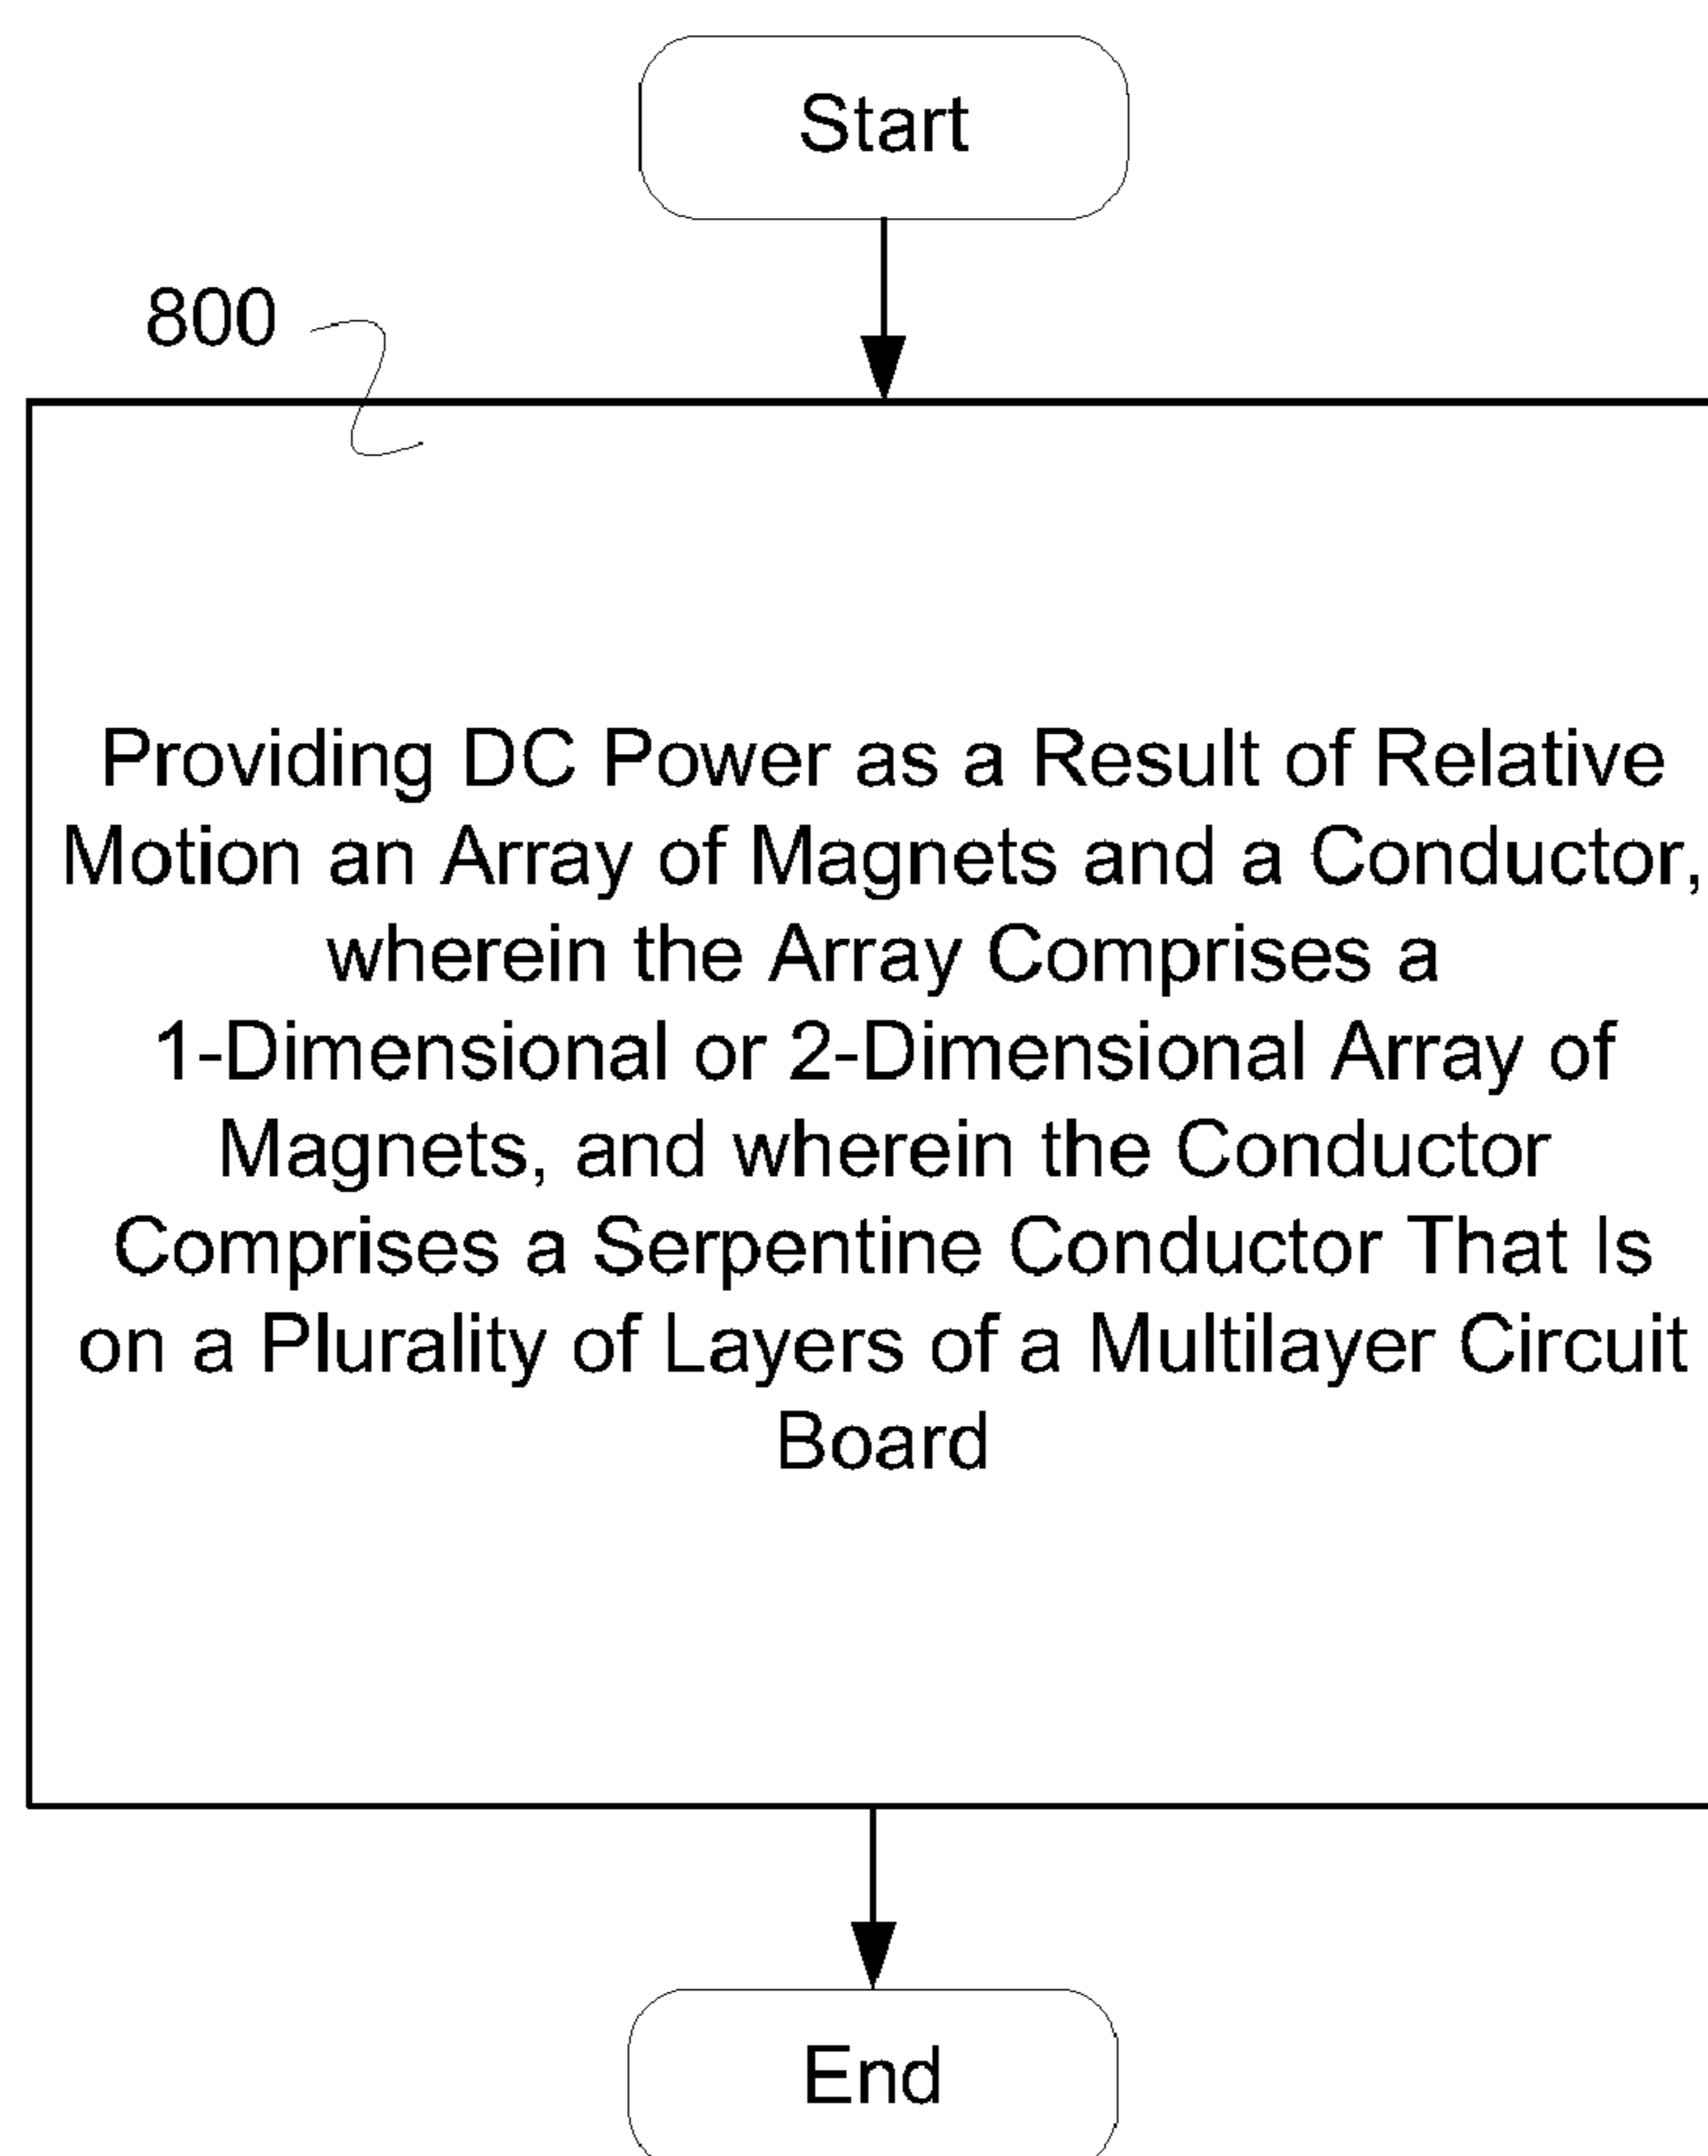 Start
800
Providing DC Power as a Result of Relative
Motion an Array of Magnets and a Conductor,
wherein the Array Comprises a
1-Dimensional or 2-Dimensional Array of
Magnets, and wherein the Conductor
Comprises a Serpentine Conductor That Is
on a Plurality of Layers of a Multilayer Circuit
Board
End